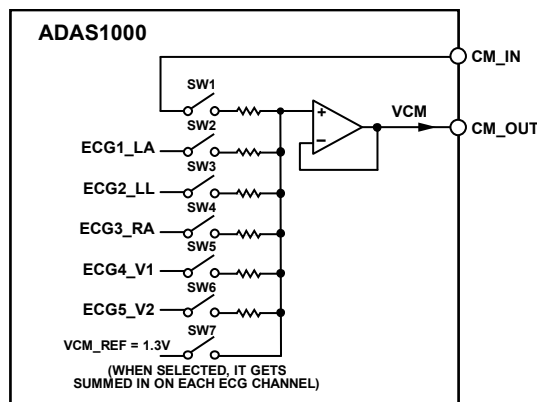 ADAS1000
CM_IN
SW1
+
VCM
CM_OUT
SW2
ECG1_LA
–
SW3
ECG2_LL
SW4
ECG3_RA
SW5
ECG4_V1
SW6
ECG5_V2
SW7
VCM_REF = 1.3V
(WHEN SELECTED, IT GETS
SUMMED IN ON EACH ECG CHANNEL)